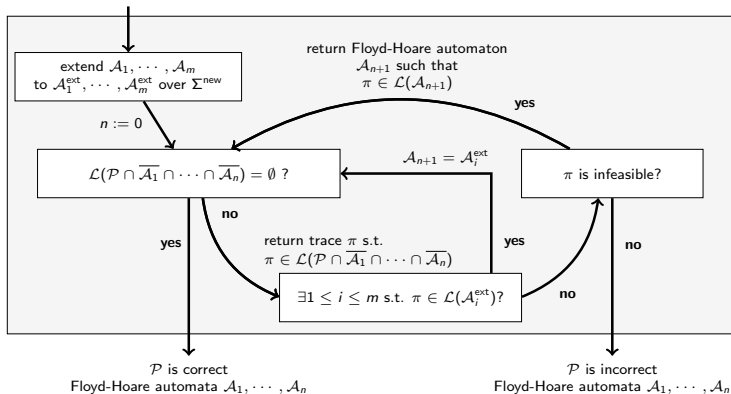 extend 𝒜₁, ⋯ , 𝒜ₘ
to 𝒜₁ᵉˣᵗ, ⋯ , 𝒜ₘᵉˣᵗ over Σⁿᵉʷ
n := 0
return Floyd-Hoare automaton
𝒜ₙ₊₁ such that
π ∈ ℒ(𝒜ₙ₊₁)
yes
ℒ(𝒫 ∩ 𝒜₁̅ ∩ ⋯ ∩ 𝒜ₙ̅) = ∅ ?
𝒜ₙ₊₁ = 𝒜ᵢᵉˣᵗ
π is infeasible?
yes
no
return trace π s.t.
π ∈ ℒ(𝒫 ∩ 𝒜₁̅ ∩ ⋯ ∩ 𝒜ₙ̅)
yes
no
∃1 ≤ i ≤ m s.t. π ∈ ℒ(𝒜ᵢᵉˣᵗ)?
no
𝒫 is correct
Floyd-Hoare automata 𝒜₁, ⋯ , 𝒜ₙ
𝒫 is incorrect
Floyd-Hoare automata 𝒜₁, ⋯ , 𝒜ₙ